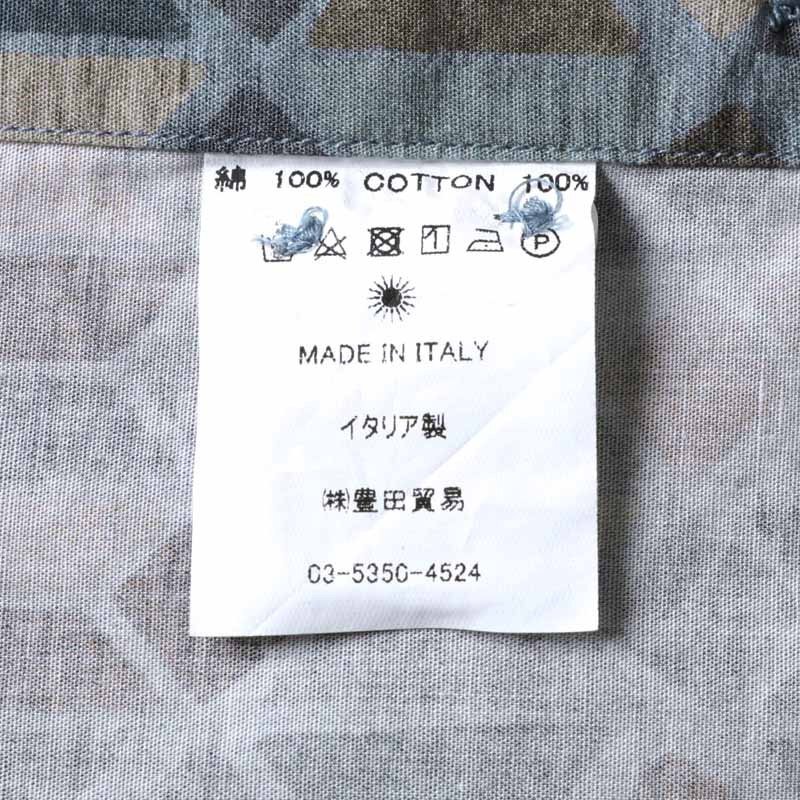 綿 100% COTTON 100%
P
MADE IN ITALY
イタリア製
㈱豊田貿易
03-5350-4524